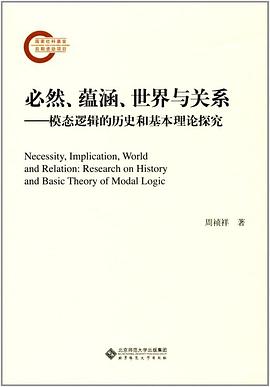 国家社科基金
后期资助项目
必然、蕴涵、世界与关系
——模态逻辑的历史和基本理论探究
Necessity, Implication, World
and Relation: Research on History
and Basic Theory of Modal Logic
周祯祥 著
北京师范大学出版集团
北京师范大学出版社